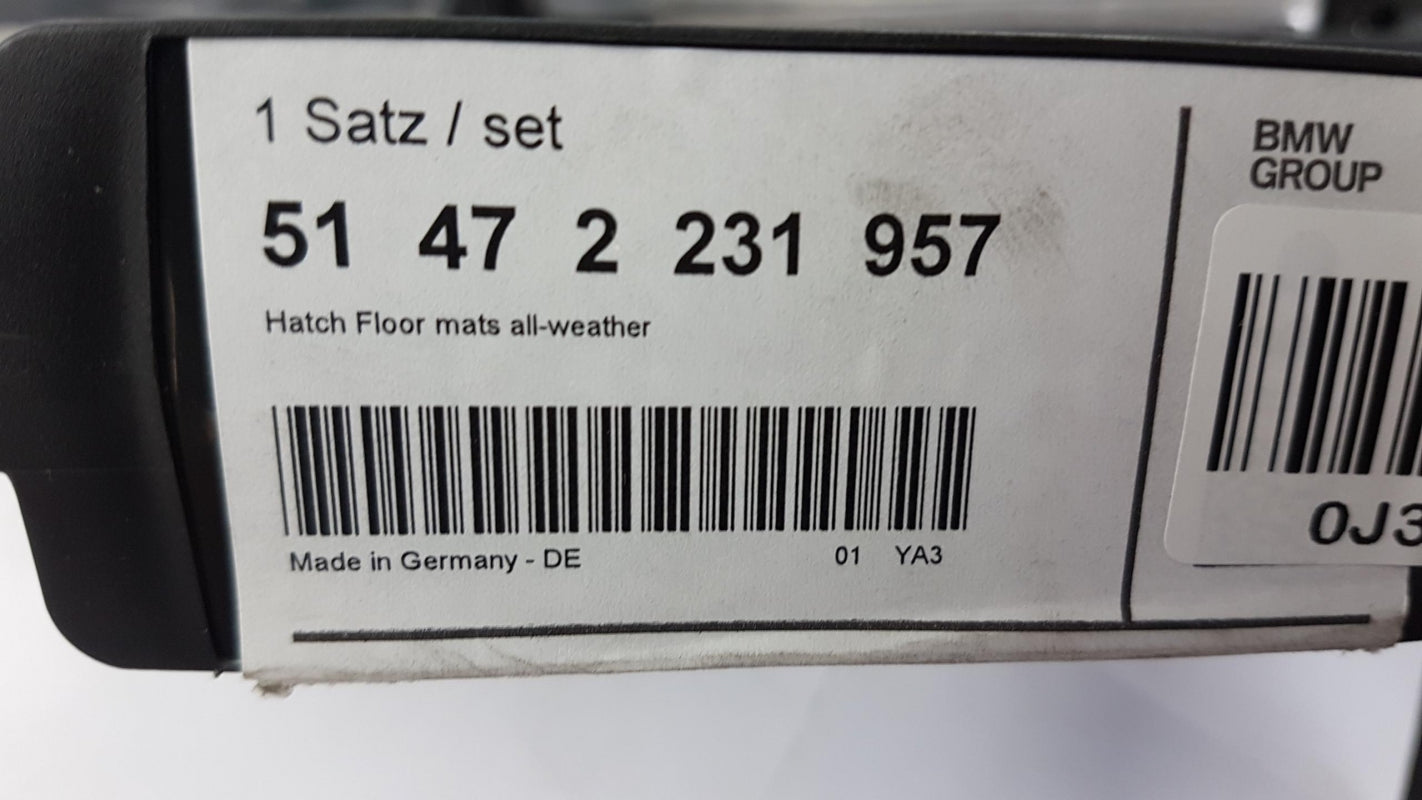 1 Satz / set
51 47 2 231 957
Hatch Floor mats all-weather
Made in Germany - DE 01 YA3
BMW
GROUP
0J3